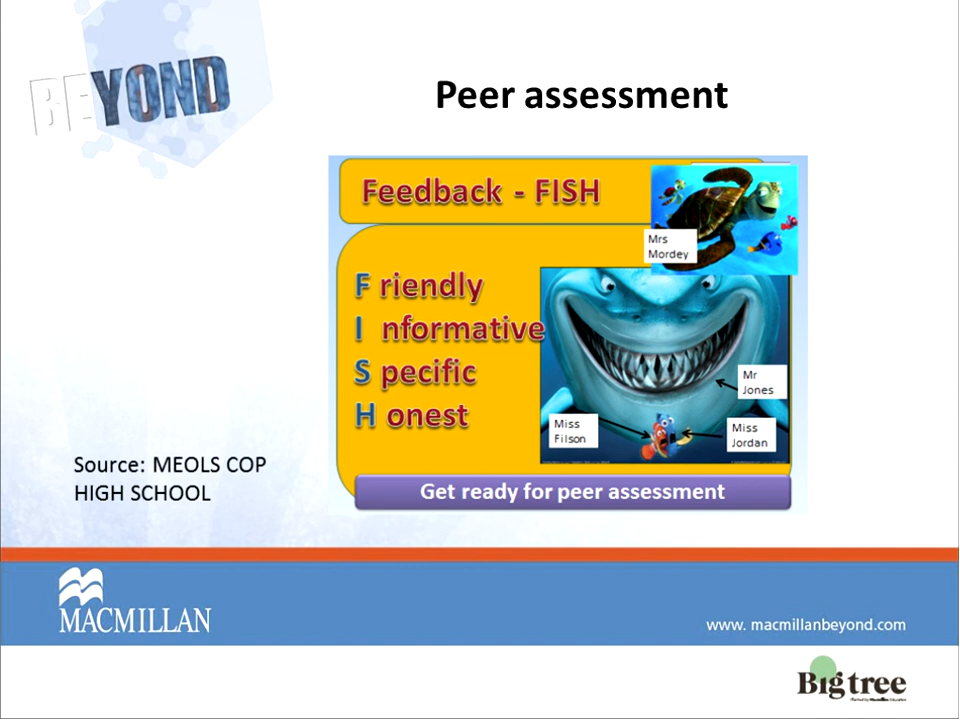 BEYOND
Peer assessment
Feedback - FISH
Mrs
Mordey
F riendly
I nformative
S pecific
H onest
Mr
Jones
Miss
Filson
Miss
Jordan
Get ready for peer assessment
Source: MEOLS COP
HIGH SCHOOL
MACMILLAN
www. macmillanbeyond.com
Bigtree